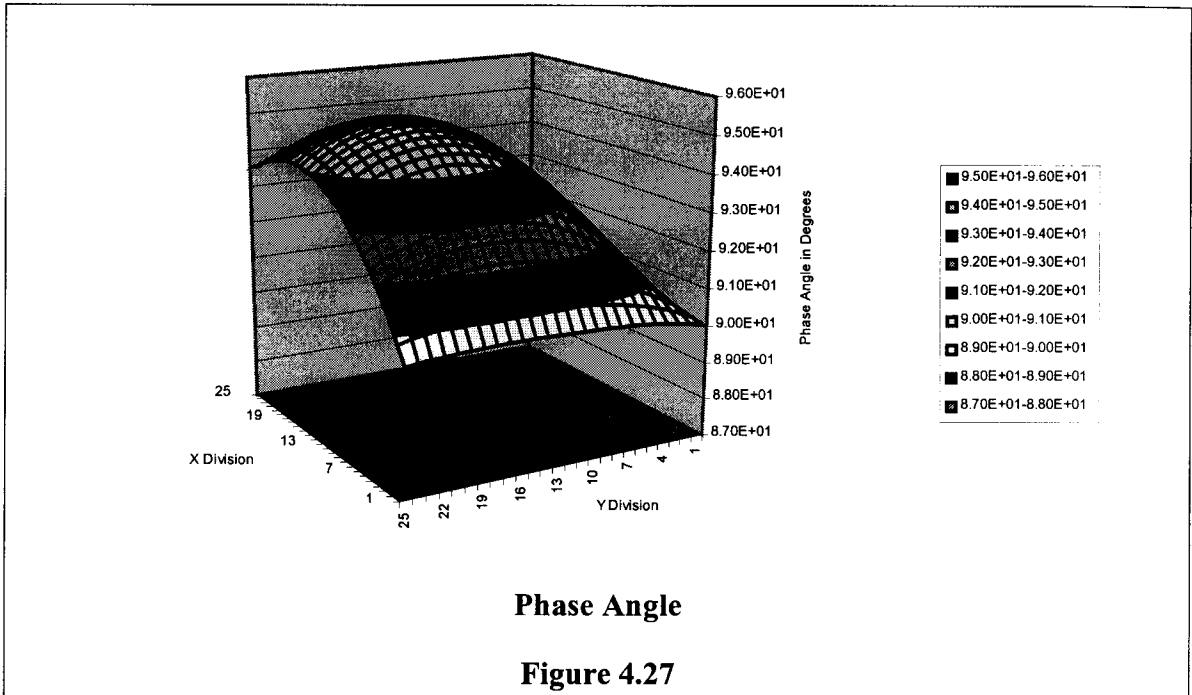 9.60E+01
9.50E+01
9.40E+01
9.30E+01
9.20E+01
9.10E+01
9.00E+01
8.90E+01
8.80E+01
8.70E+01
Phase Angle in Degrees
25
19
13
7
1
X Division
25
22
19
16
13
10
7
4
1
Y Division
9.50E+01-9.60E+01
9.40E+01-9.50E+01
9.30E+01-9.40E+01
9.20E+01-9.30E+01
9.10E+01-9.20E+01
9.00E+01-9.10E+01
8.90E+01-9.00E+01
8.80E+01-8.90E+01
8.70E+01-8.80E+01
Phase Angle
Figure 4.27